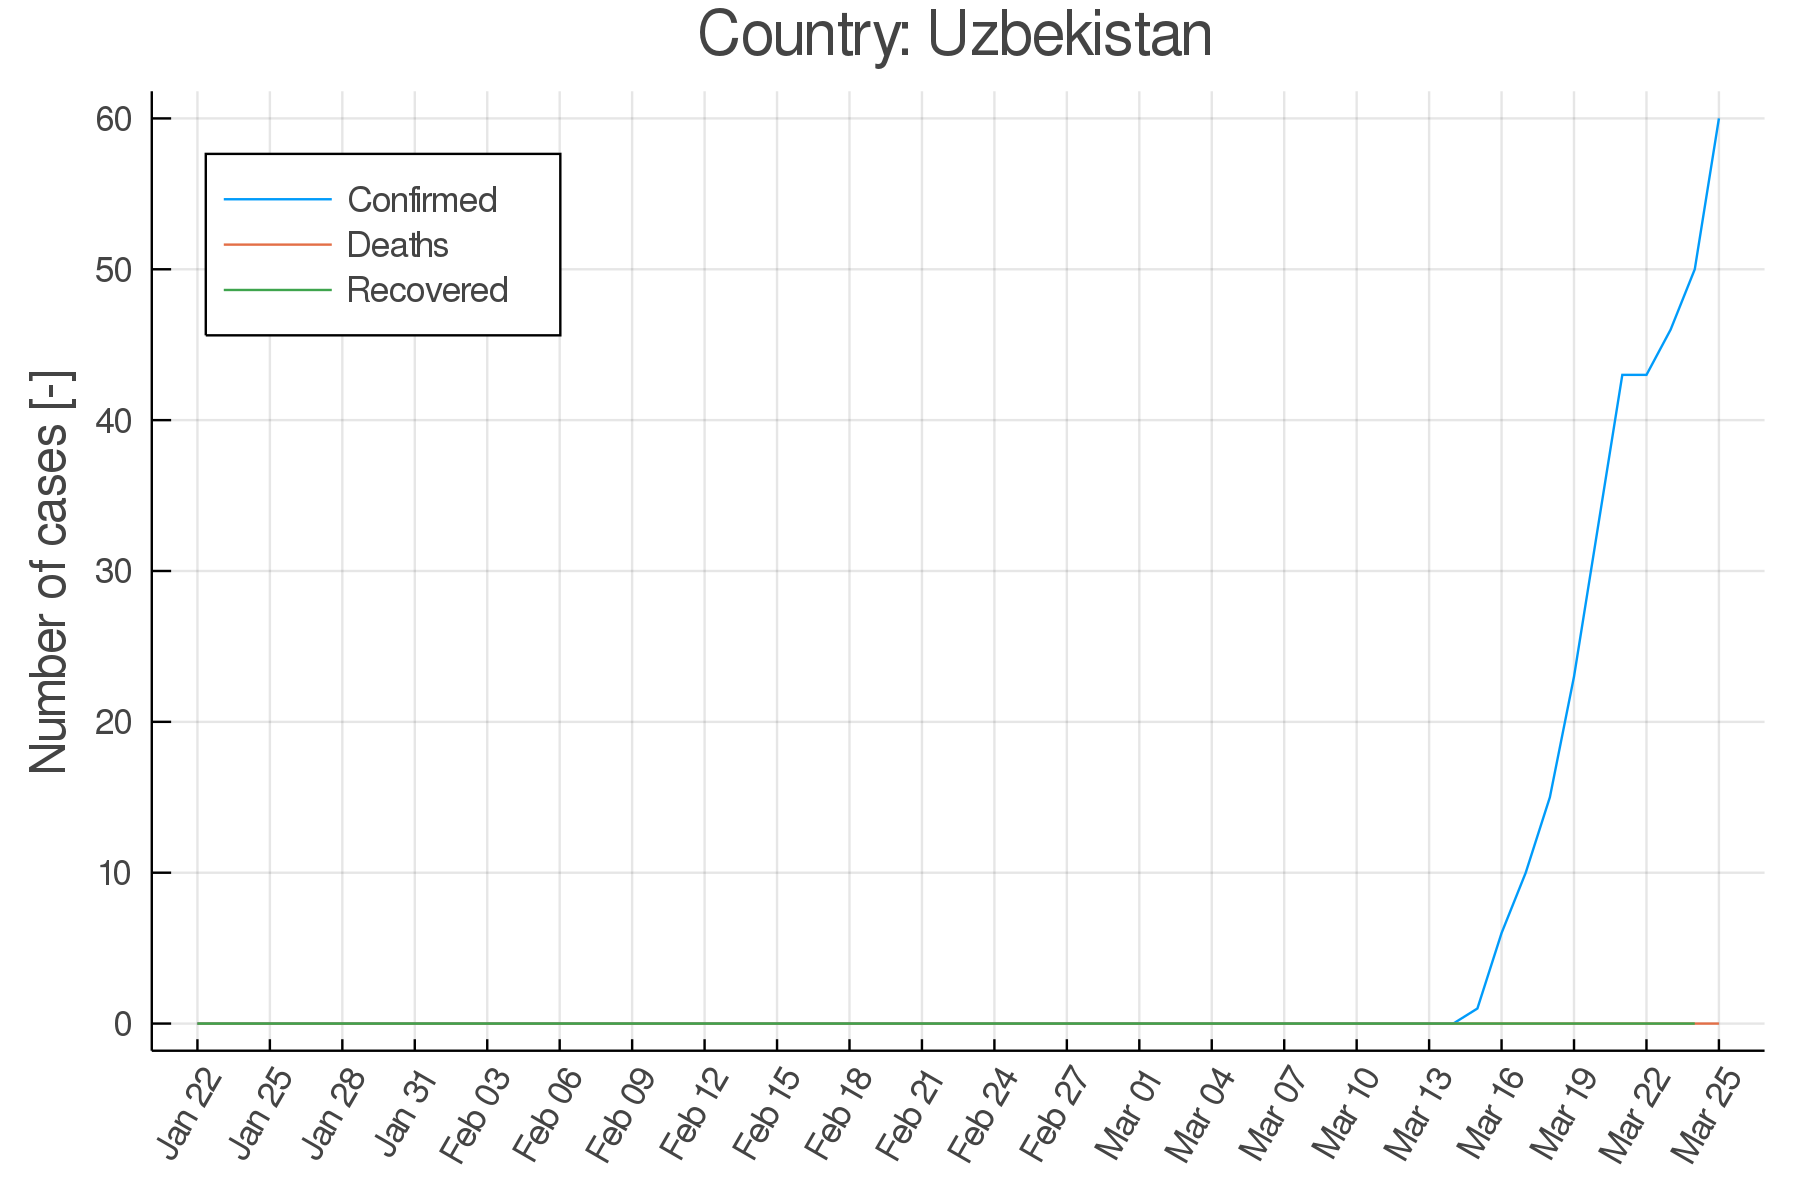 Country: Uzbekistan
60
50
40
30
20
10
0
Number of cases [-]
Confirmed
Deaths
Recovered
Jan 22
Jan 25
Jan 28
Jan 31
Feb 03
Feb 06
Feb 09
Feb 12
Feb 15
Feb 18
Feb 21
Feb 24
Feb 27
Mar 01
Mar 04
Mar 07
Mar 10
Mar 13
Mar 16
Mar 19
Mar 22
Mar 25